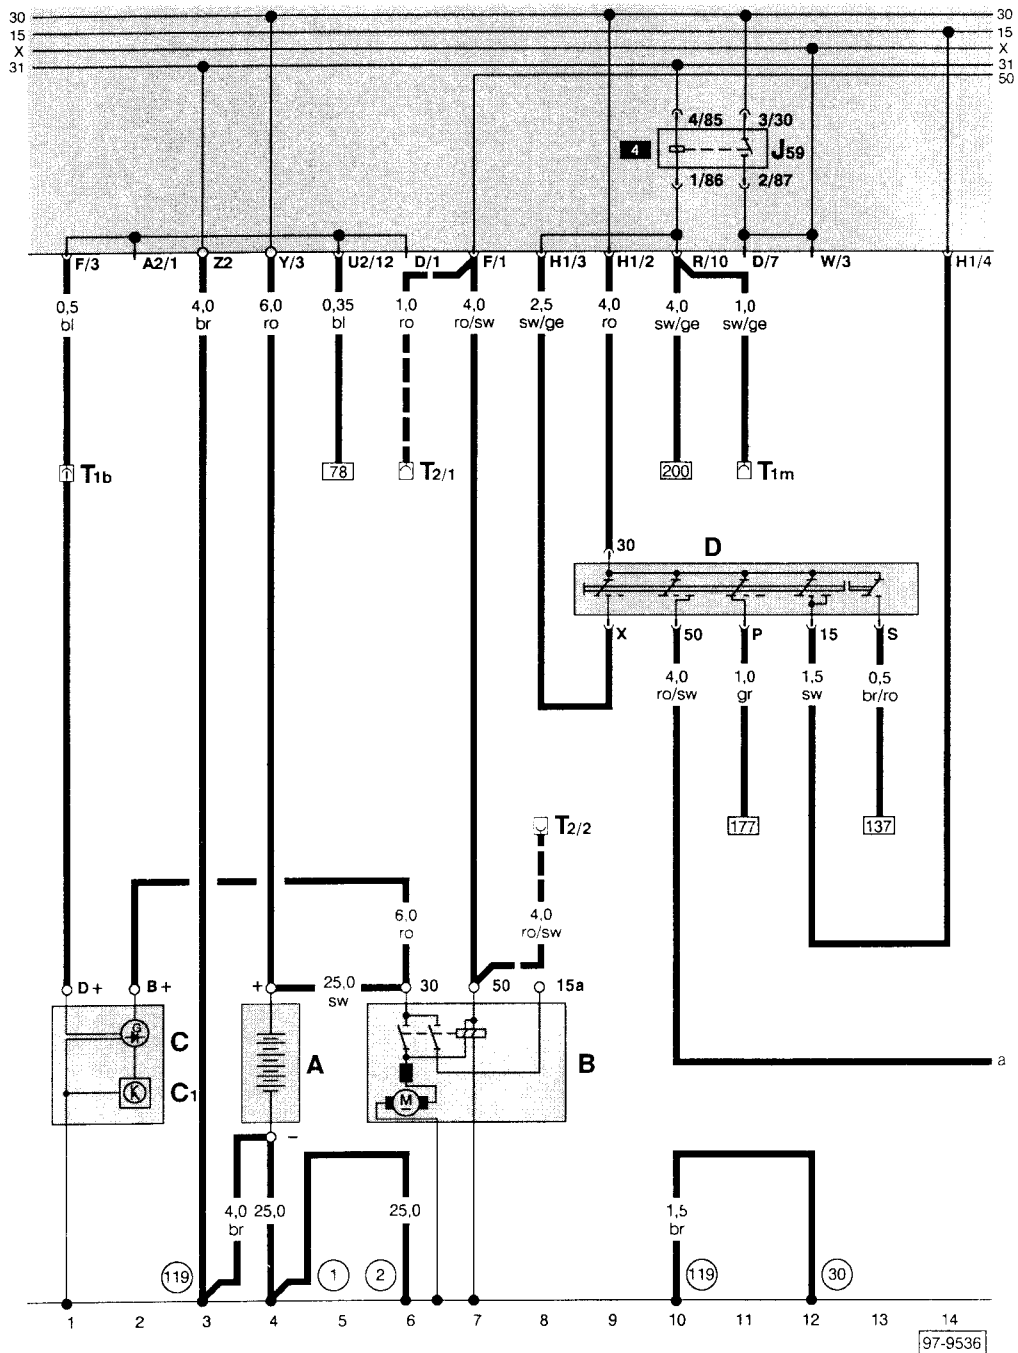 30 30
15 15
X X
31 31
50
4/85 3/30
4 J59
1/86 2/87
F/3 A2/1 Z2 Y/3 U2/12 D/1 F/1 H1/3 H1/2 R/10 D/7 W/3 H1/4
0,5 4,0 6,0 0,35 1,0 4,0 2,5 4,0 4,0 1,0
bl br ro bl ro ro/sw sw/ge ro sw/ge sw/ge
T1b 78 T2/1 200 T1m
30 D
X 50 P 15 S
4,0 1,0 1,5 0,5
ro/sw gr sw br/ro
T2/2 177 137
6,0 4,0
ro ro/sw
D+ B+ + 25,0 30 50 15a
sw
G C
A B a
K C1
M
–
4,0 25,0 25,0 1,5
br br
119 1 2 119 30
1 2 3 4 5 6 7 8 9 10 11 12 13 14
97-9536